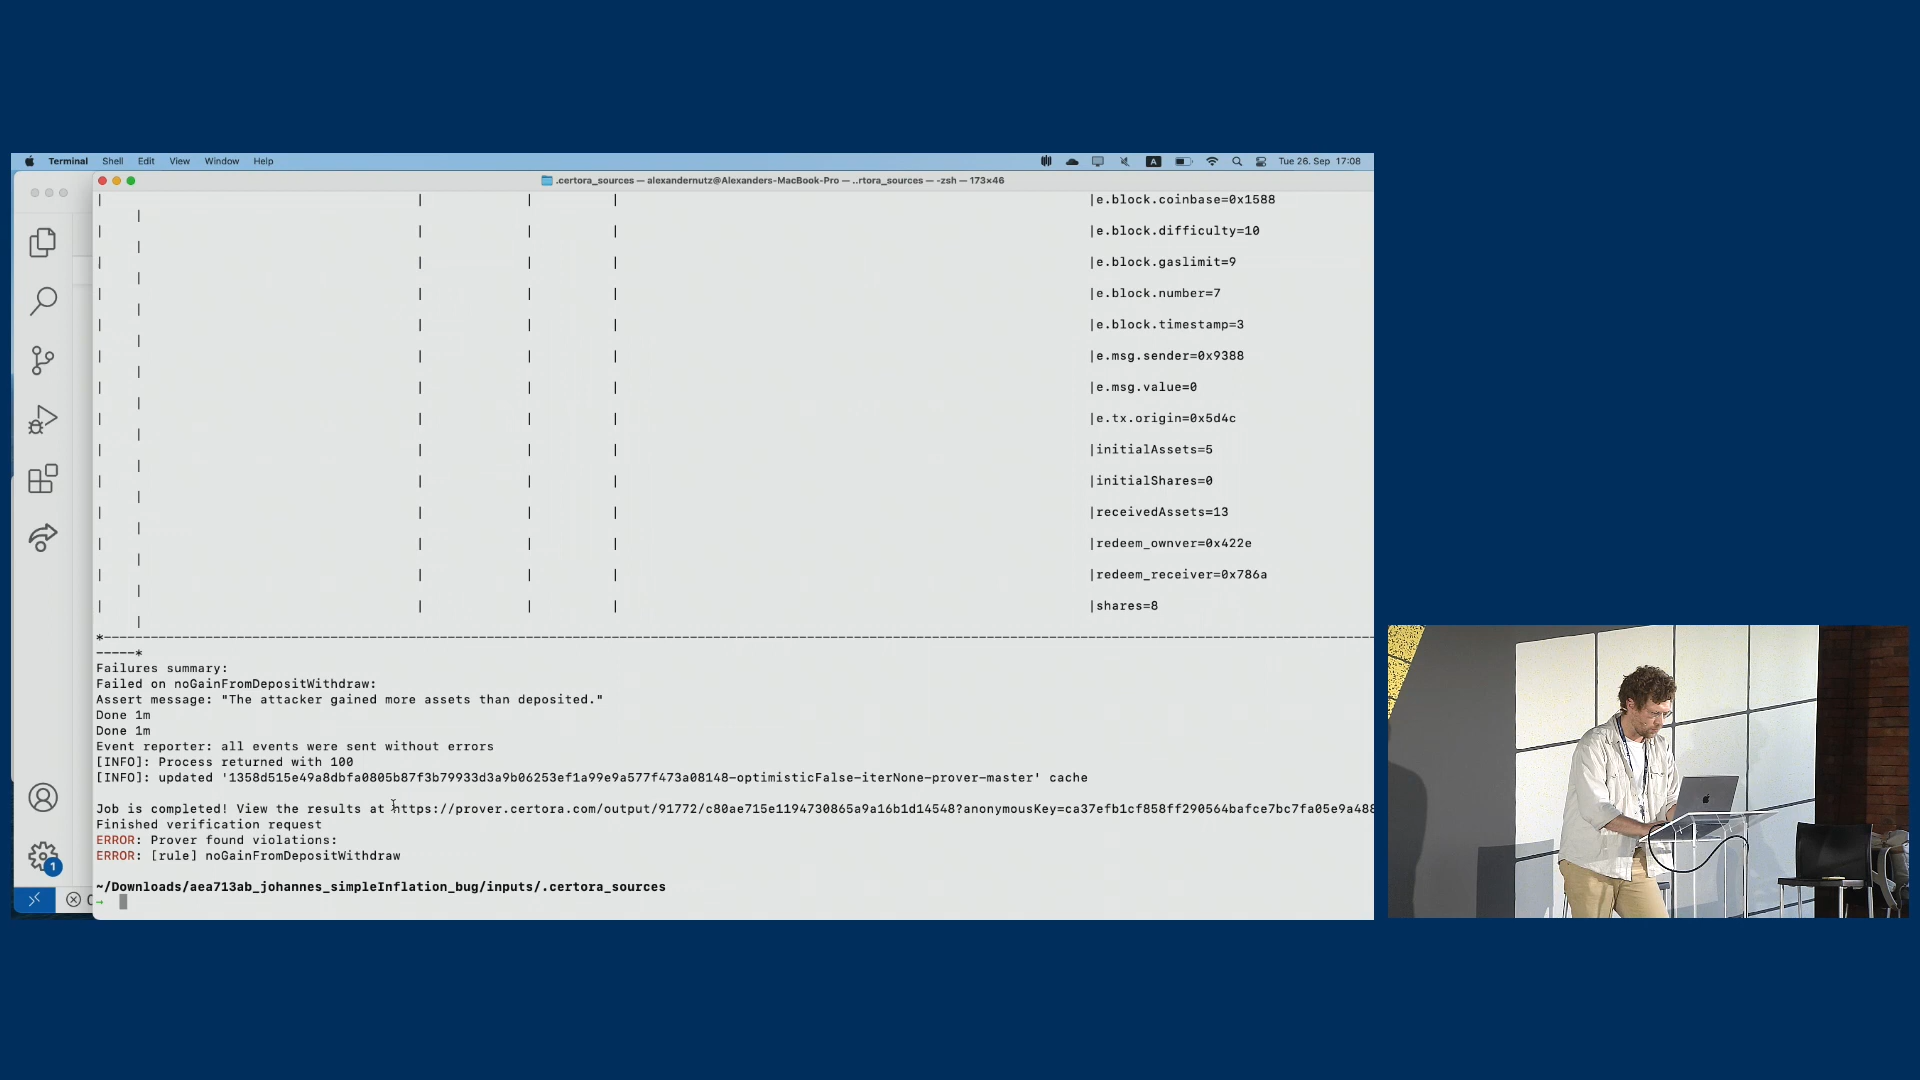 Terminal Shell Edit View Window Help A Tue 26. Sep 17:08
.certora_sources — alexandernutz@Alexanders-MacBook-Pro — ..rtora_sources — -zsh — 173×46
|e.block.coinbase=0x1588
|e.block.difficulty=10
|e.block.gaslimit=9
|e.block.number=7
|e.block.timestamp=3
|e.msg.sender=0x9388
|e.msg.value=0
|e.tx.origin=0x5d4c
|initialAssets=5
|initialShares=0
|receivedAssets=13
|redeem_ownver=0x422e
|redeem_receiver=0x786a
|shares=8
-----*
Failures summary:
Failed on noGainFromDepositWithdraw:
Assert message: "The attacker gained more assets than deposited."
Done 1m
Done 1m
Event reporter: all events were sent without errors
[INFO]: Process returned with 100
[INFO]: updated '1358d515e49a8dbfa0805b87f3b79933d3a9b06253ef1a99e9a577f473a08148-optimisticFalse-iterNone-prover-master' cache
Job is completed! View the results at https://prover.certora.com/output/91772/c80ae715e1194730865a9a16b1d14548?anonymousKey=ca37efb1cf858ff290564bafce7bc7fa05e9a488
Finished verification request
ERROR: Prover found violations:
ERROR: [rule] noGainFromDepositWithdraw
1
~/Downloads/aea713ab_johannes_simpleInflation_bug/inputs/.certora_sources
→